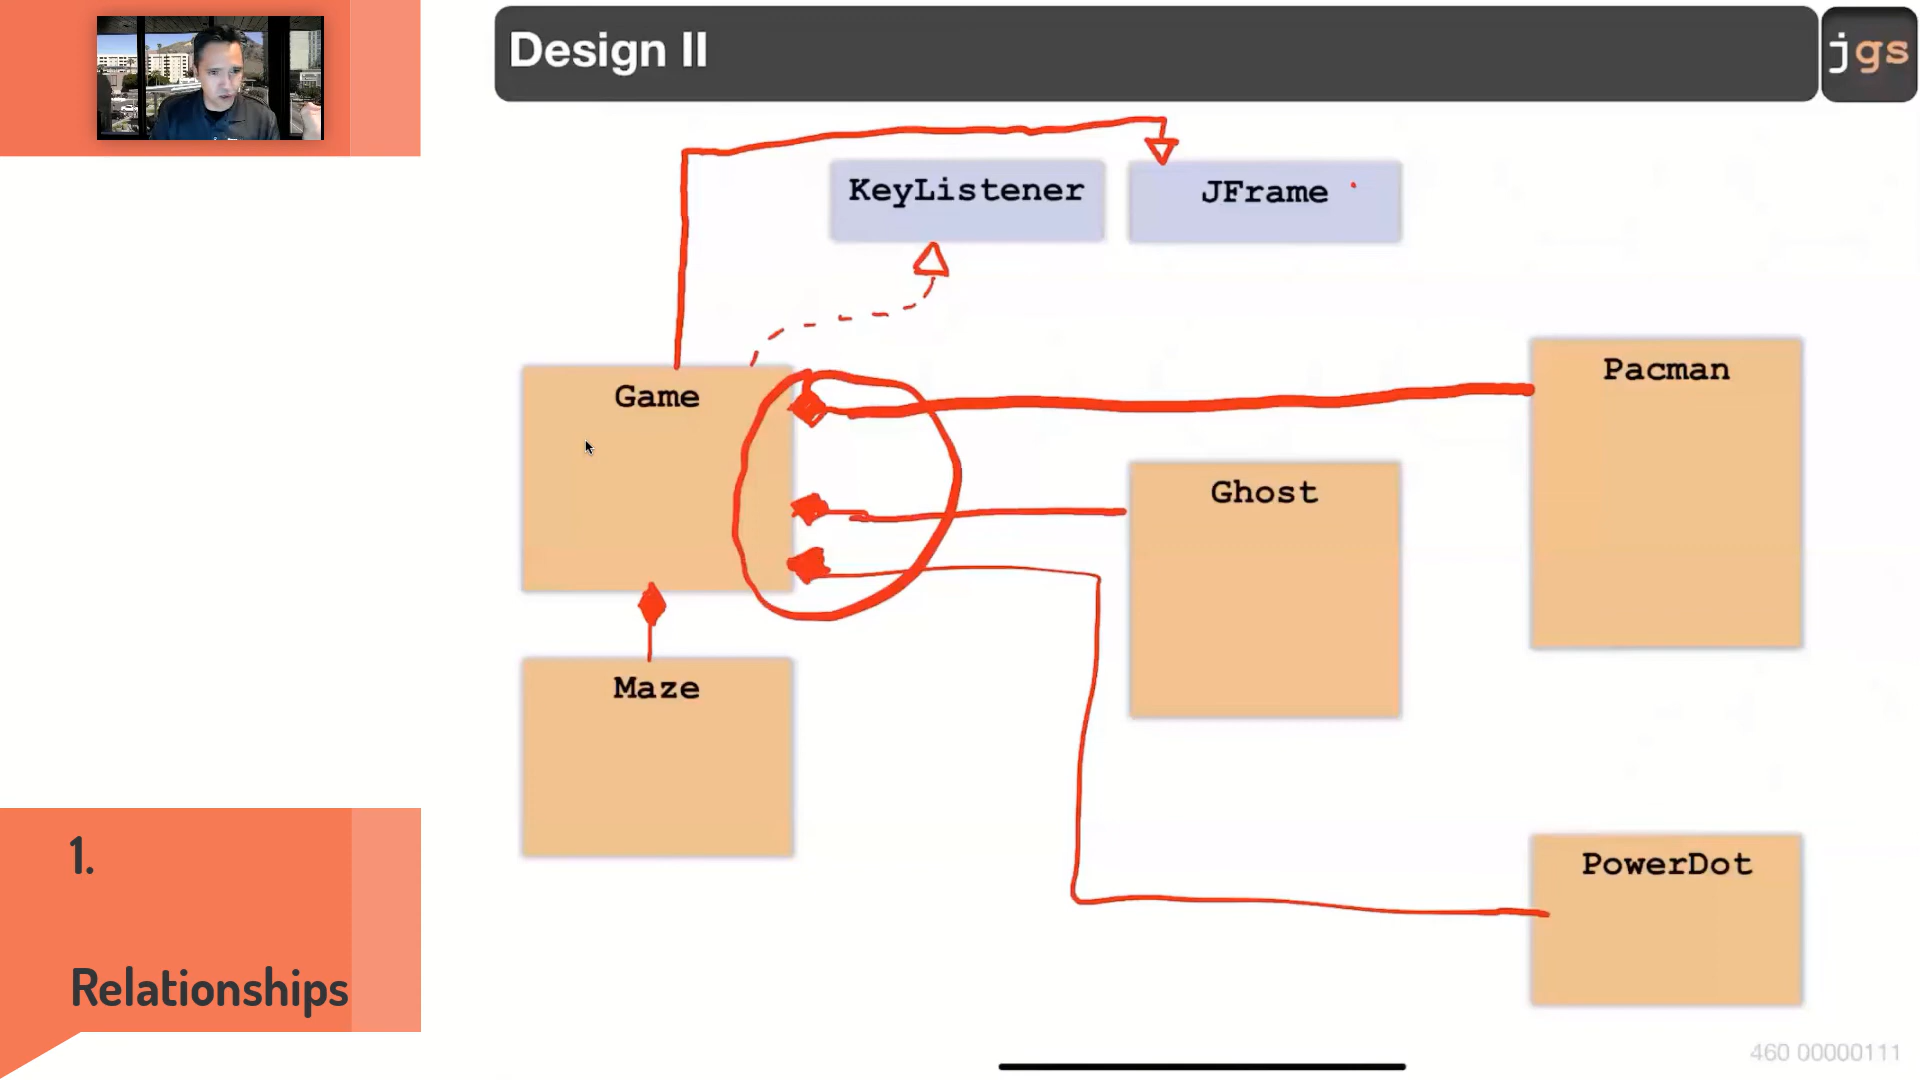 Design II
jgs
KeyListener
JFrame
Game
Pacman
Ghost
Maze
PowerDot
1.
Relationships
460 00000111